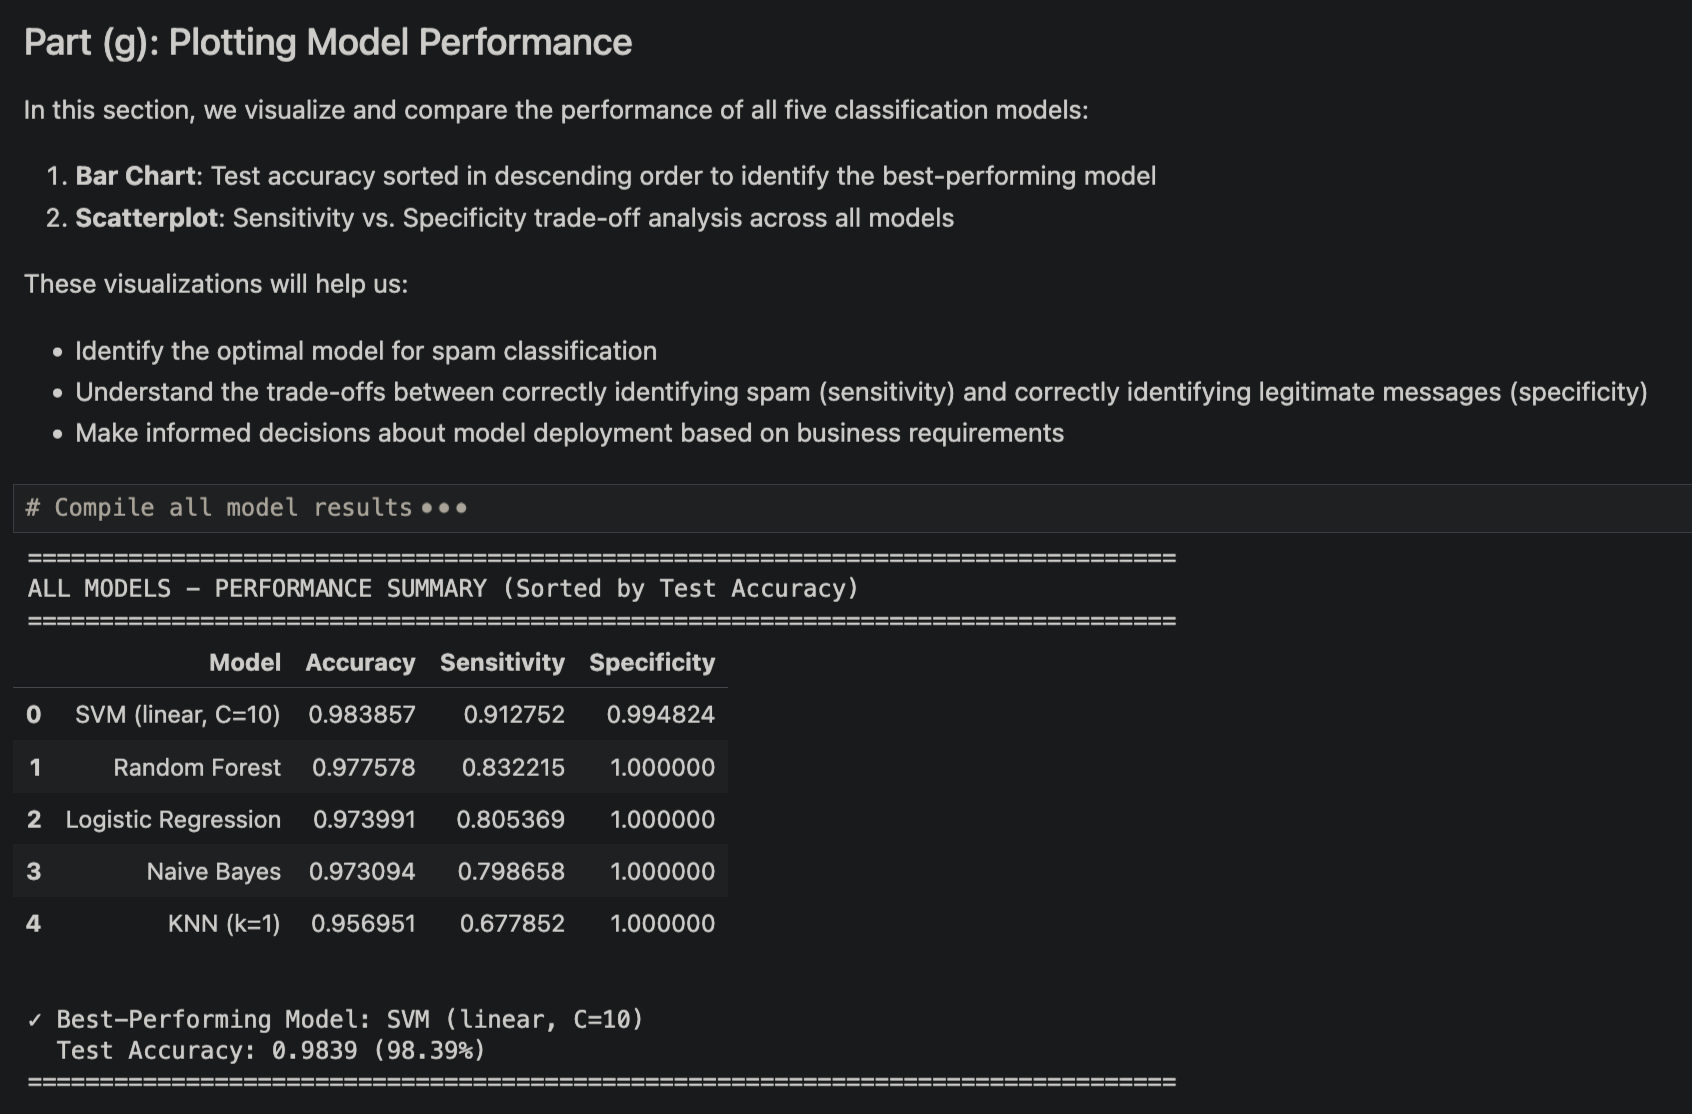 Part (g): Plotting Model Performance
In this section, we visualize and compare the performance of all five classification models:
1. Bar Chart: Test accuracy sorted in descending order to identify the best-performing model
2. Scatterplot: Sensitivity vs. Specificity trade-off analysis across all models
These visualizations will help us:
• Identify the optimal model for spam classification
• Understand the trade-offs between correctly identifying spam (sensitivity) and correctly identifying legitimate messages (specificity)
• Make informed decisions about model deployment based on business requirements
# Compile all model results •••
================================================================================
ALL MODELS – PERFORMANCE SUMMARY (Sorted by Test Accuracy)
================================================================================
Model Accuracy Sensitivity Specificity
0 SVM (linear, C=10) 0.983857 0.912752 0.994824
1 Random Forest 0.977578 0.832215 1.000000
2 Logistic Regression 0.973991 0.805369 1.000000
3 Naive Bayes 0.973094 0.798658 1.000000
4 KNN (k=1) 0.956951 0.677852 1.000000
✓ Best-Performing Model: SVM (linear, C=10)
Test Accuracy: 0.9839 (98.39%)
================================================================================